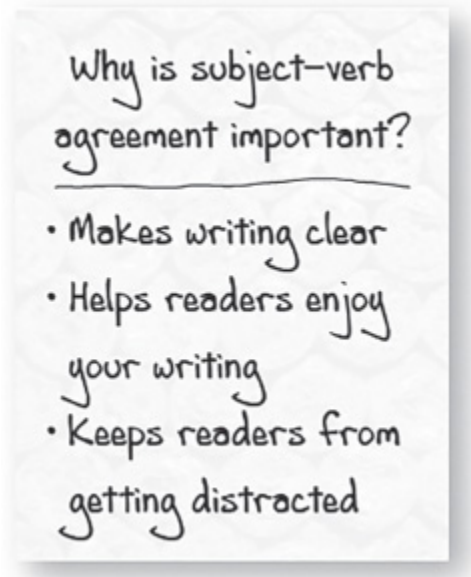 Why is subject–verb
agreement important?
• Makes writing clear
• Helps readers enjoy
your writing
• Keeps readers from
getting distracted